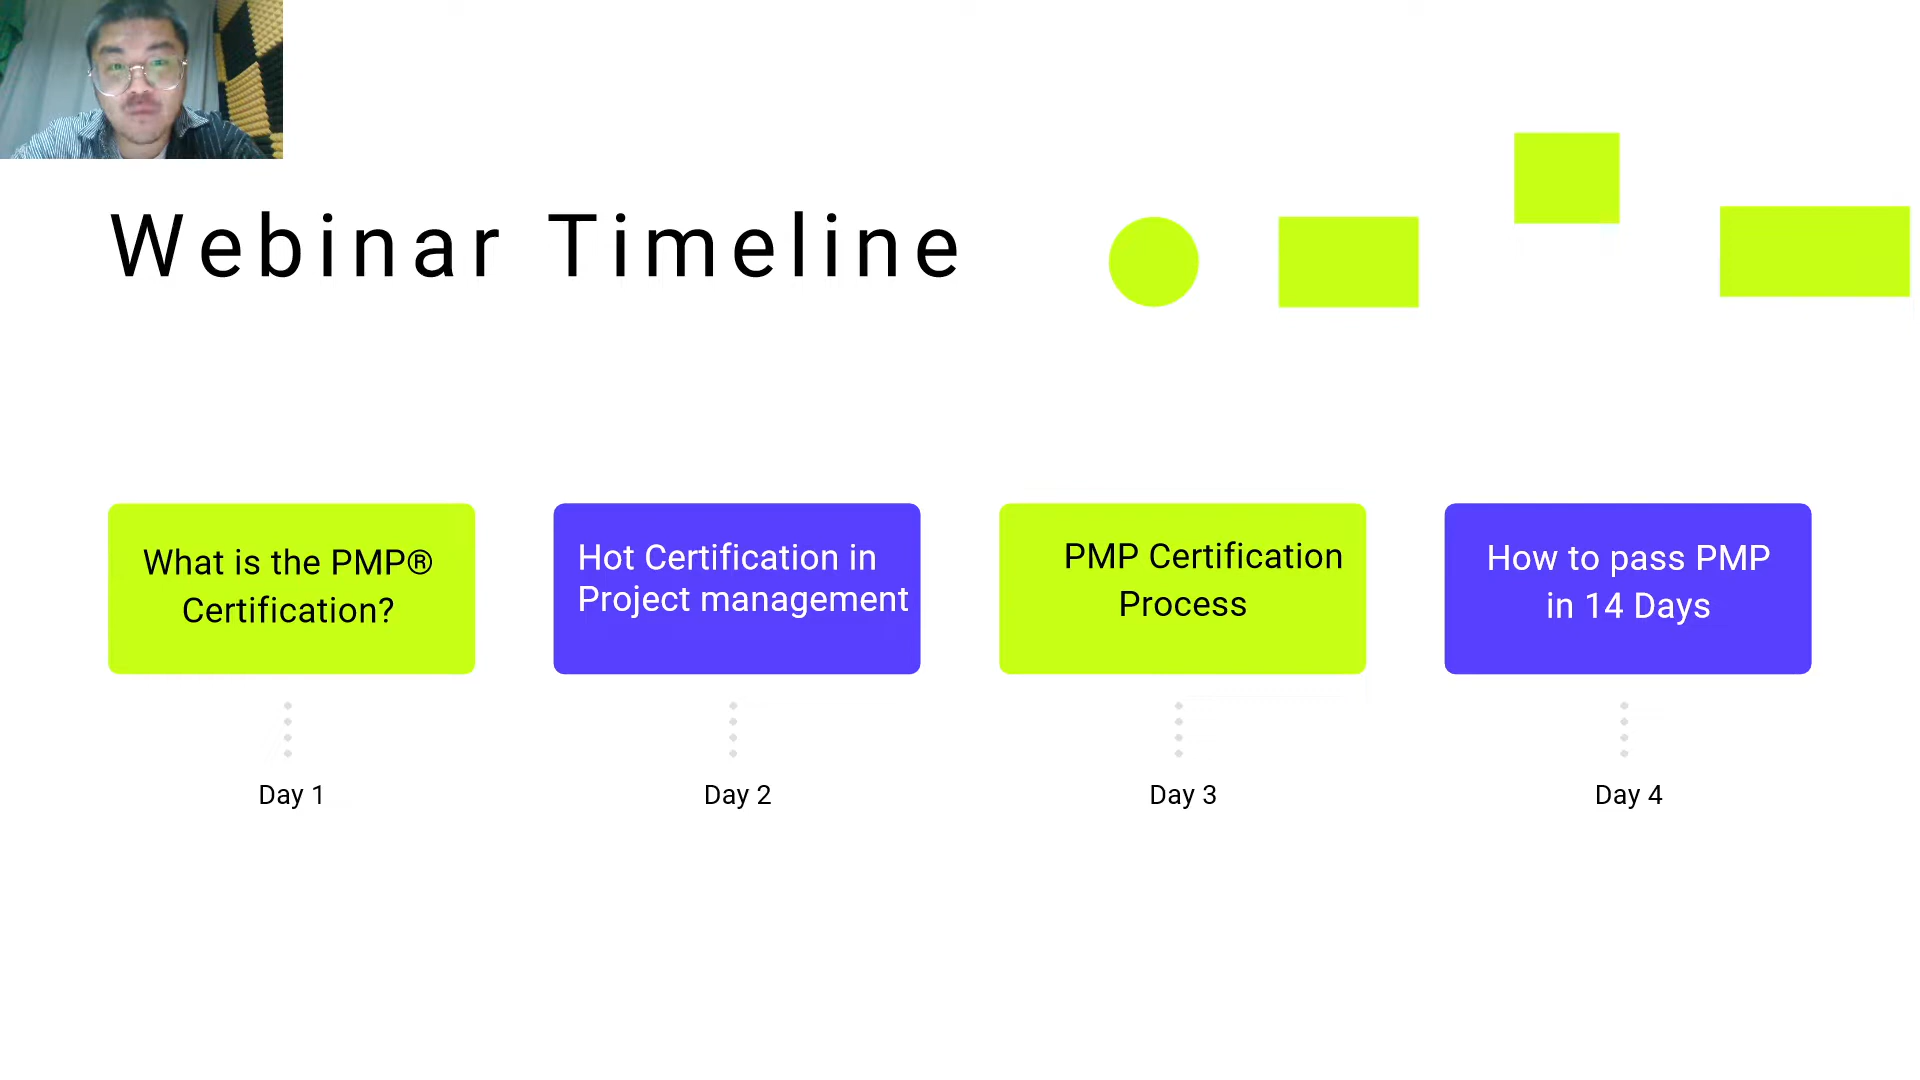 Webinar Timeline
What is the PMP®
Certification?
Hot Certification in
Project management
PMP Certification
Process
How to pass PMP
in 14 Days
Day 1
Day 2
Day 3
Day 4